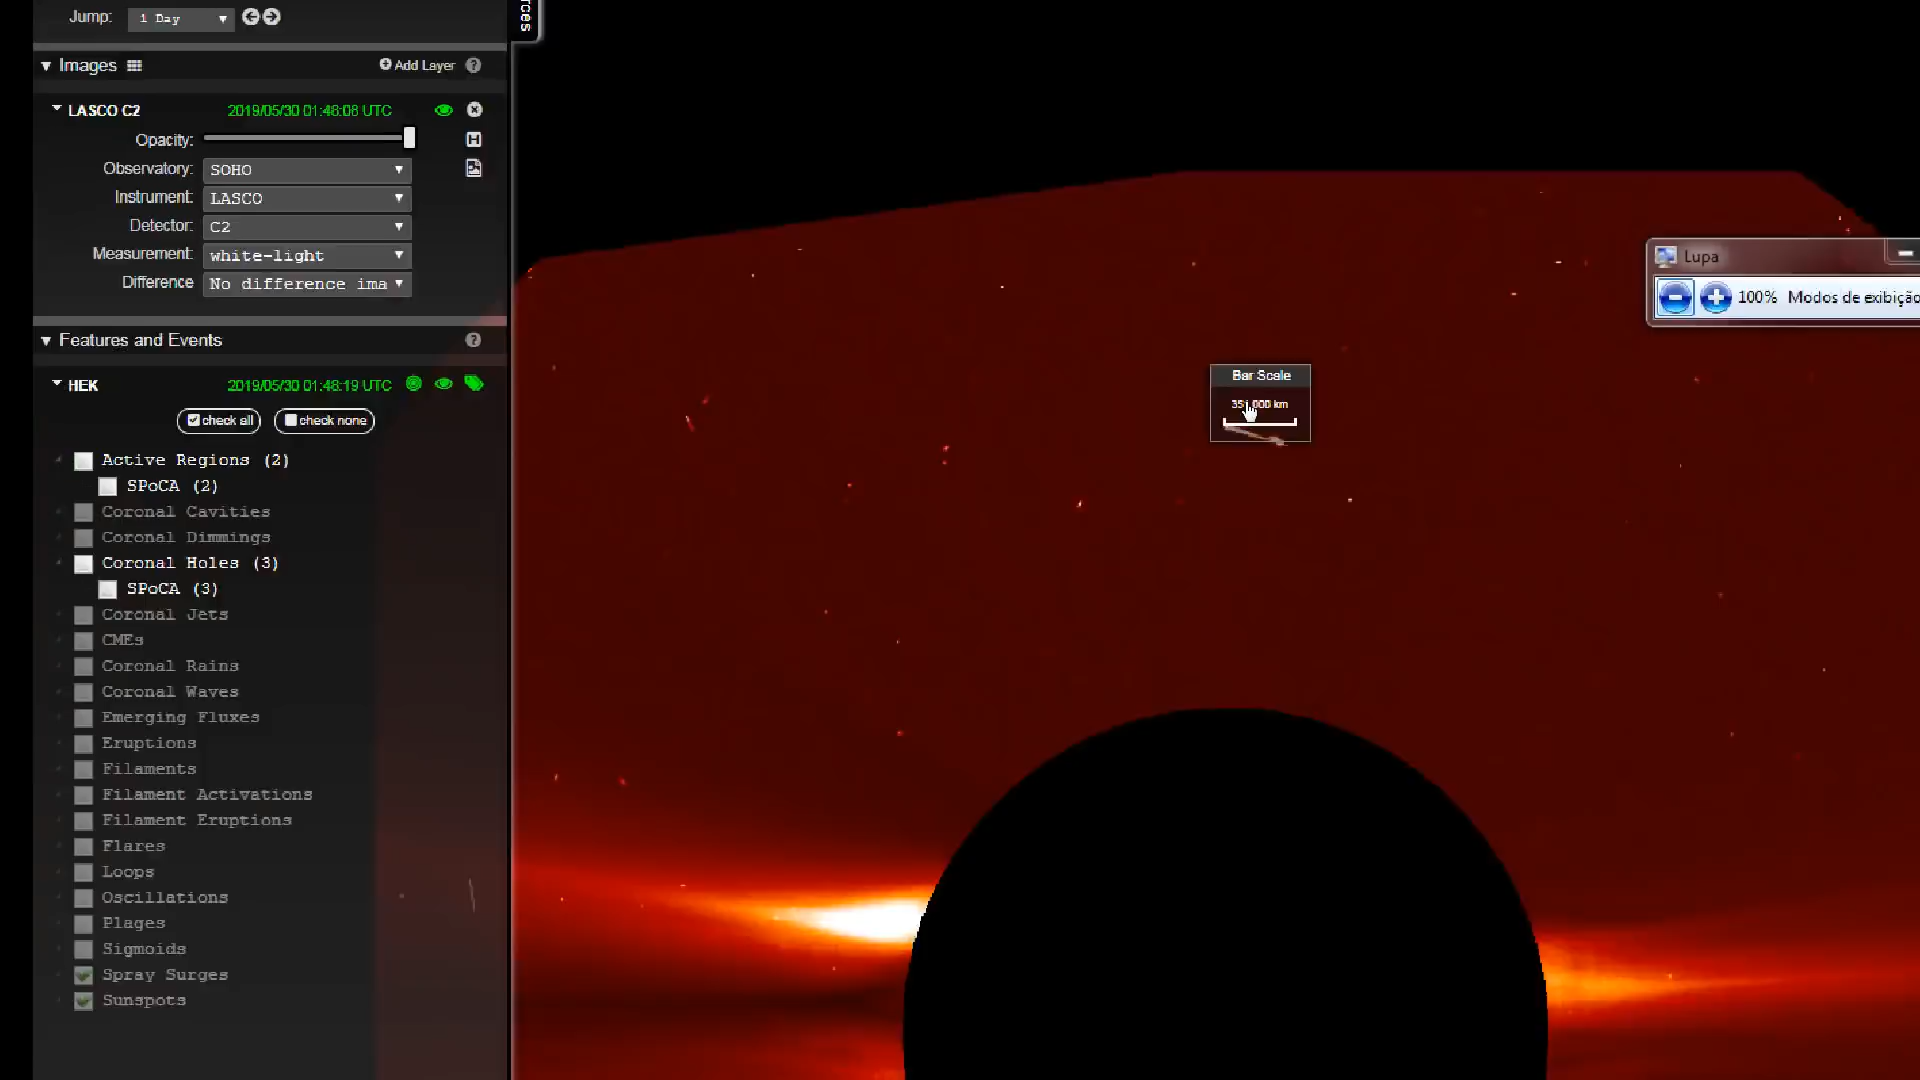 Jump: 1 Day
rces
Images
Add Layer
LASCO C2 2019/05/30 01:48:08 UTC
Opacity:
Observatory: SOHO
Instrument: LASCO
Detector: C2
Measurement: white-light
Difference No difference ima
Features and Events
HEK 2019/05/30 01:48:19 UTC
check all check none
Active Regions (2)
SPoCA (2)
Coronal Cavities
Coronal Dimmings
Coronal Holes (3)
SPoCA (3)
Coronal Jets
CMEs
Coronal Rains
Coronal Waves
Emerging Fluxes
Eruptions
Filaments
Filament Activations
Filament Eruptions
Flares
Loops
Oscillations
Plages
Sigmoids
Spray Surges
Sunspots
Bar Scale
km
Lupa
100% Modos de exibição